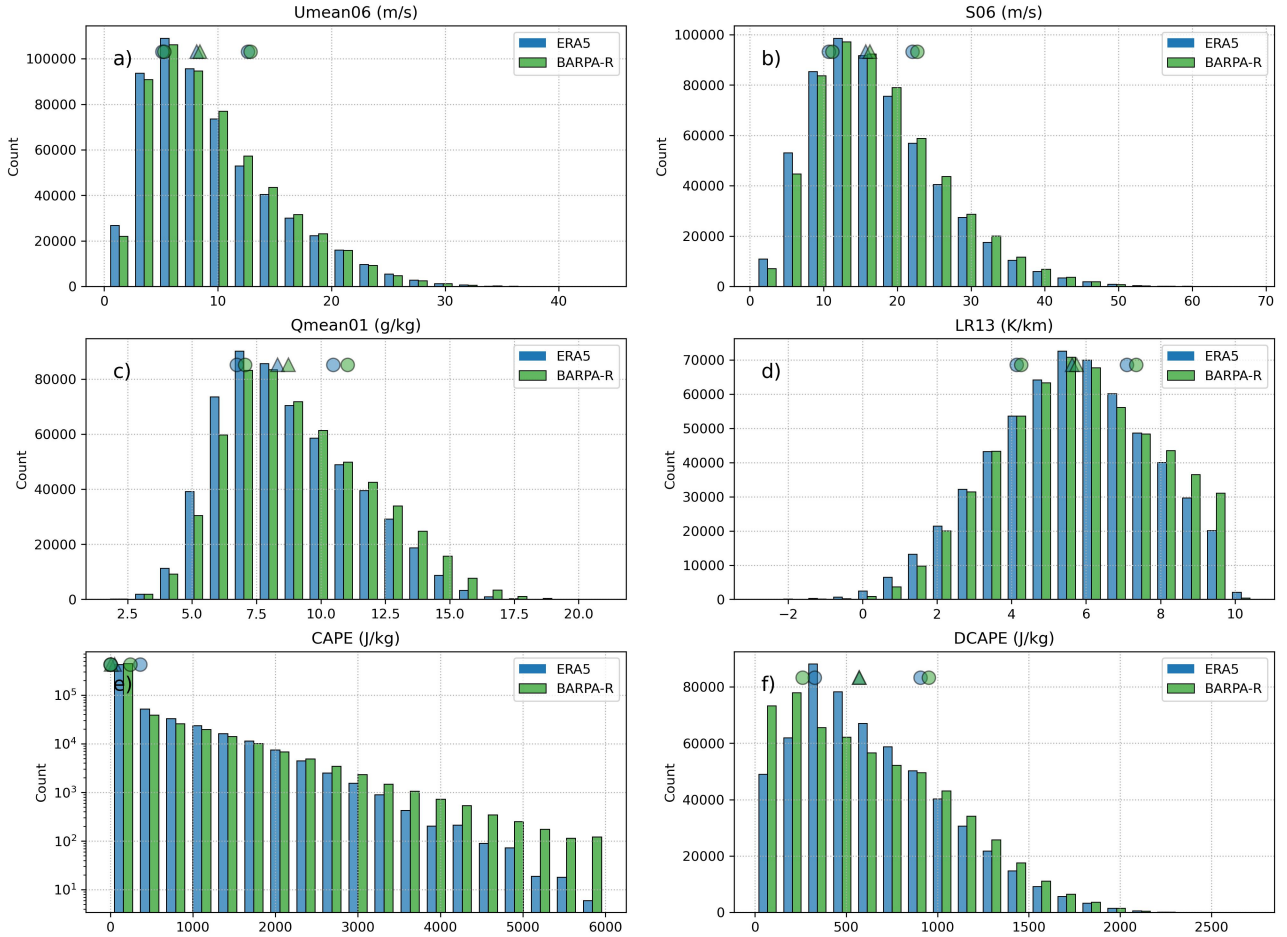 Umean06 (m/s)
a)
ERA5
BARPA-R
Count
100000
80000
60000
40000
20000
0
0 10 20 30 40
S06 (m/s)
b)
ERA5
BARPA-R
Count
100000
80000
60000
40000
20000
0
0 10 20 30 40 50 60 70
Qmean01 (g/kg)
c)
ERA5
BARPA-R
Count
80000
60000
40000
20000
0
2.5 5.0 7.5 10.0 12.5 15.0 17.5 20.0
LR13 (K/km)
d)
ERA5
BARPA-R
Count
70000
60000
50000
40000
30000
20000
10000
0
−2 0 2 4 6 8 10
CAPE (J/kg)
e)
ERA5
BARPA-R
Count
10⁵
10⁴
10³
10²
10¹
0 1000 2000 3000 4000 5000 6000
DCAPE (J/kg)
f)
ERA5
BARPA-R
Count
80000
60000
40000
20000
0
0 500 1000 1500 2000 2500